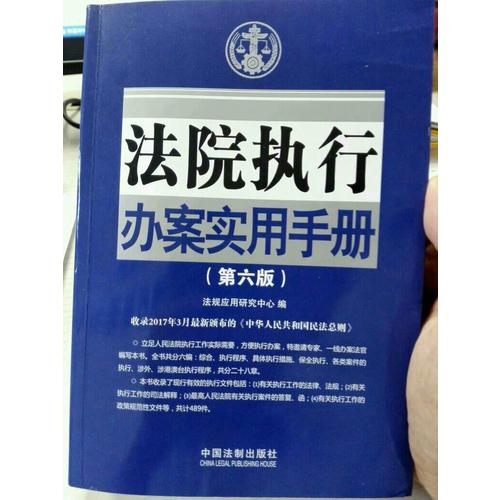 法院执行
办案实用手册
（第六版）
法规应用研究中心 编
收录2017年3月最新颁布的《中华人民共和国民法总则》
○ 立足人民法院执行工作实际需要，方便执行办案，特邀请专家、一线办案法官
编写本书。全书共分六编：综合、执行程序、具体执行措施、保全执行、各类案件的
执行、涉外、涉港澳台执行程序，共分二十八章。
○ 本书收录了现行有效的执行文件包括：(1)有关执行工作的法律、法规；(2)有关
执行工作的司法解释；(3)最高人民法院有关执行案件的答复、函；(4)有关执行工作的
政策规范性文件等，共计489件。
中国法制出版社
CHINA LEGAL PUBLISHING HOUSE